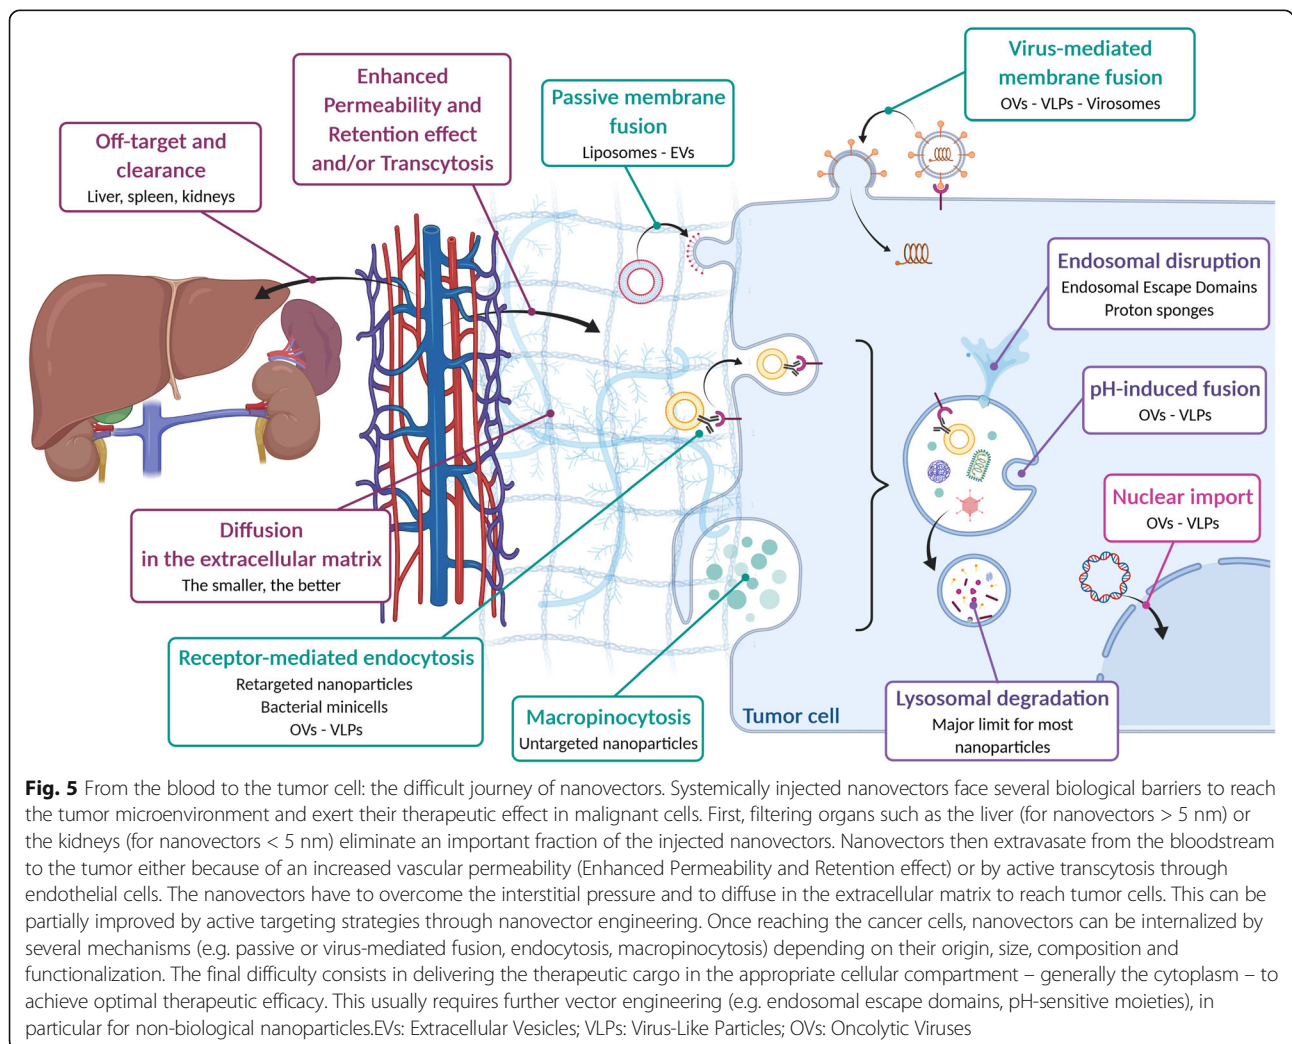 Virus-mediated
membrane fusion
OVs - VLPs - Virosomes
Enhanced
Permeability and
Retention effect
and/or Transcytosis
Passive membrane
fusion
Liposomes - EVs
Off-target and
clearance
Liver, spleen, kidneys
Endosomal disruption
Endosomal Escape Domains
Proton sponges
pH-induced fusion
OVs - VLPs
Nuclear import
OVs - VLPs
Diffusion
in the extracellular matrix
The smaller, the better
Receptor-mediated endocytosis
Retargeted nanoparticles
Bacterial minicells
OVs - VLPs
Macropinocytosis
Untargeted nanoparticles
Tumor cell
Lysosomal degradation
Major limit for most
nanoparticles
Fig. 5 From the blood to the tumor cell: the difficult journey of nanovectors. Systemically injected nanovectors face several biological barriers to reach
the tumor microenvironment and exert their therapeutic effect in malignant cells. First, filtering organs such as the liver (for nanovectors > 5 nm) or
the kidneys (for nanovectors < 5 nm) eliminate an important fraction of the injected nanovectors. Nanovectors then extravasate from the bloodstream
to the tumor either because of an increased vascular permeability (Enhanced Permeability and Retention effect) or by active transcytosis through
endothelial cells. The nanovectors have to overcome the interstitial pressure and to diffuse in the extracellular matrix to reach tumor cells. This can be
partially improved by active targeting strategies through nanovector engineering. Once reaching the cancer cells, nanovectors can be internalized by
several mechanisms (e.g. passive or virus-mediated fusion, endocytosis, macropinocytosis) depending on their origin, size, composition and
functionalization. The final difficulty consists in delivering the therapeutic cargo in the appropriate cellular compartment – generally the cytoplasm – to
achieve optimal therapeutic efficacy. This usually requires further vector engineering (e.g. endosomal escape domains, pH-sensitive moieties), in
particular for non-biological nanoparticles.EVs: Extracellular Vesicles; VLPs: Virus-Like Particles; OVs: Oncolytic Viruses